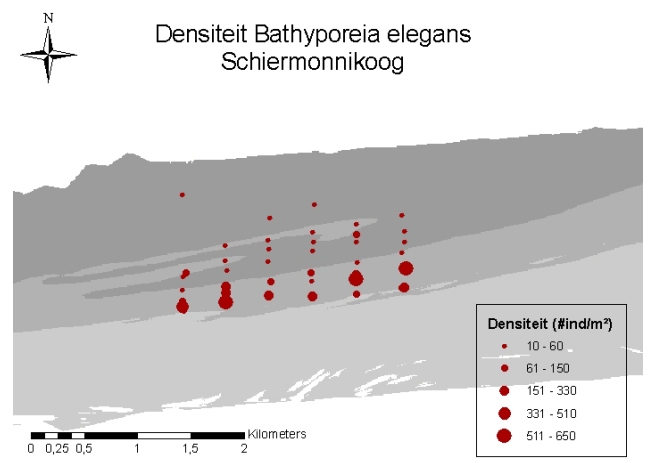 N
Densiteit Bathyporeia elegans
Schiermonnikoog
Densiteit (#ind/m²)
10 - 60
61 - 150
151 - 330
331 - 510
511 - 650
Kilometers
0 0,25 0,5 1 1,5 2